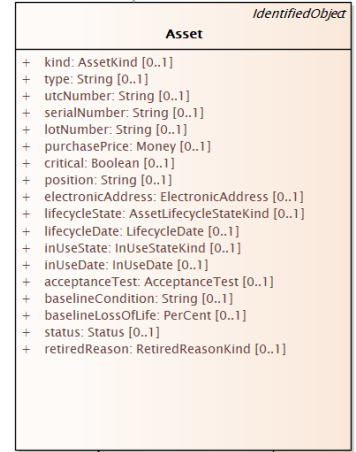 IdentifiedObject
Asset
+ kind: AssetKind [0..1]
+ type: String [0..1]
+ utcNumber: String [0..1]
+ serialNumber: String [0..1]
+ lotNumber: String [0..1]
+ purchasePrice: Money [0..1]
+ critical: Boolean [0..1]
+ position: String [0..1]
+ electronicAddress: ElectronicAddress [0..1]
+ lifecycleState: AssetLifecycleStateKind [0..1]
+ lifecycleDate: LifecycleDate [0..1]
+ inUseState: InUseStateKind [0..1]
+ inUseDate: InUseDate [0..1]
+ acceptanceTest: AcceptanceTest [0..1]
+ baselineCondition: String [0..1]
+ baselineLossOfLife: PerCent [0..1]
+ status: Status [0..1]
+ retiredReason: RetiredReasonKind [0..1]